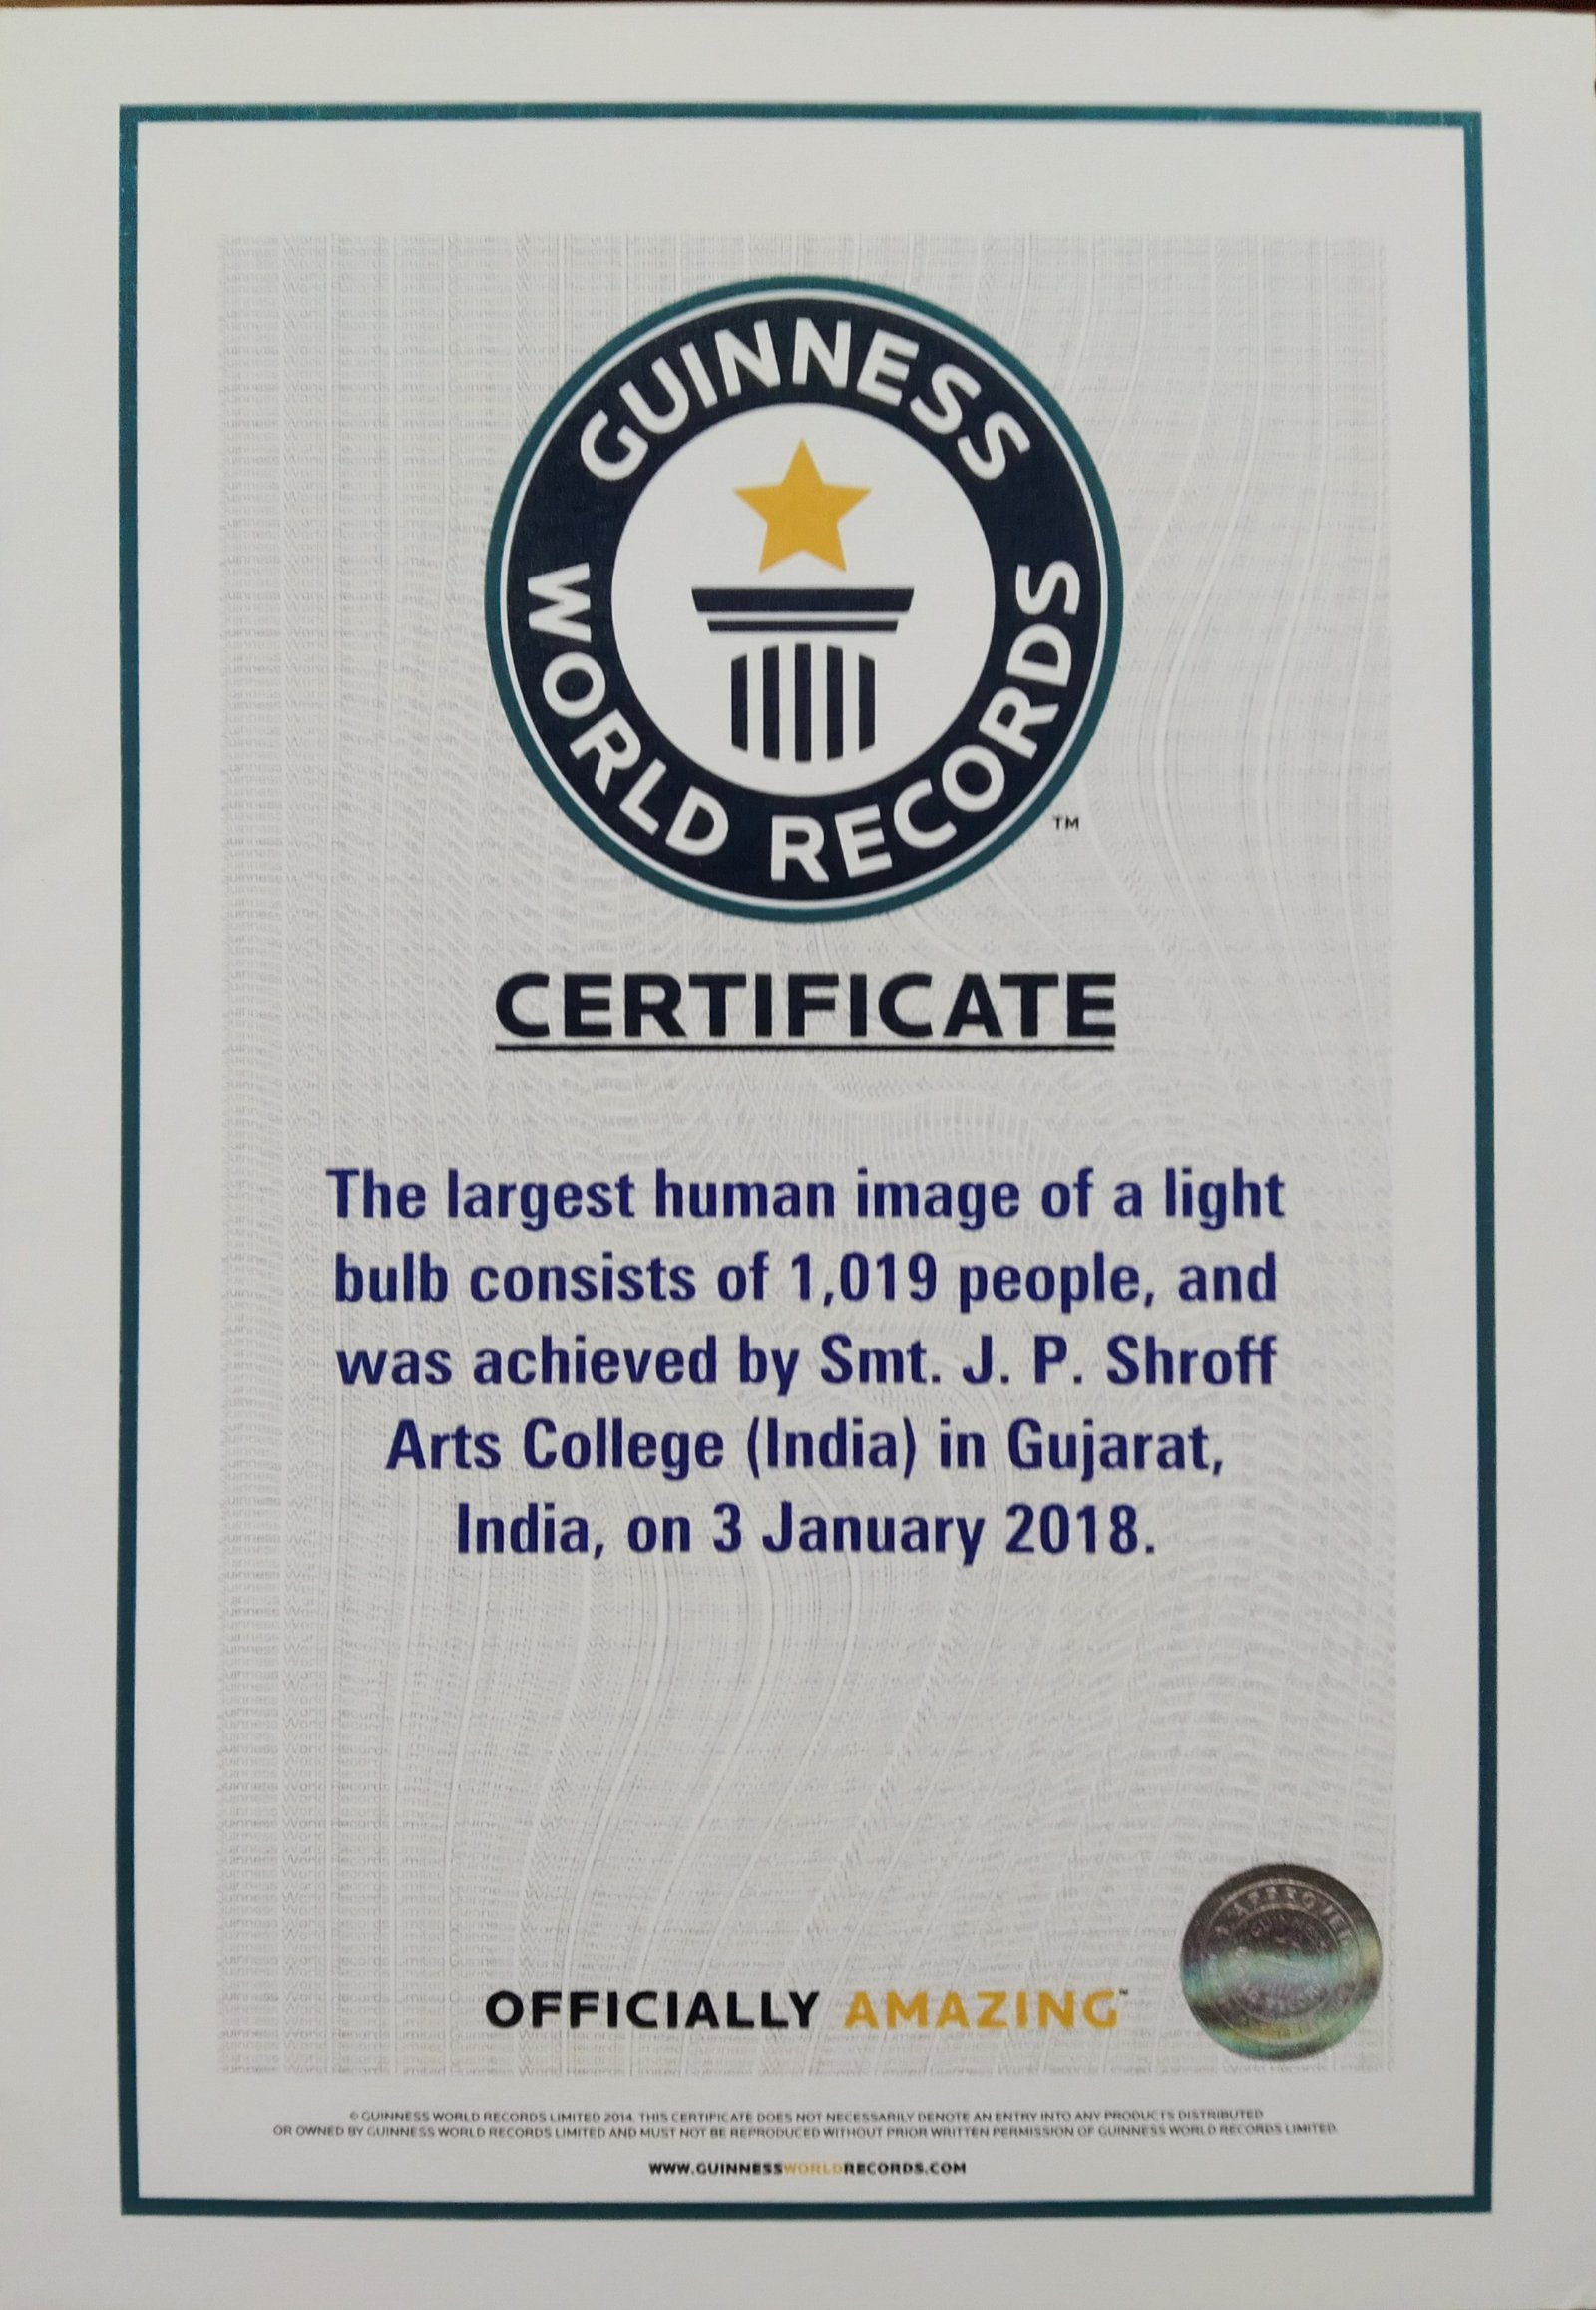 GUINNESS
WORLD RECORDS
TM
CERTIFICATE
The largest human image of a light
bulb consists of 1,019 people, and
was achieved by Smt. J. P. Shroff
Arts College (India) in Gujarat,
India, on 3 January 2018.
APPROVED
GUINNESS
OFFICIALLY AMAZING™
© GUINNESS WORLD RECORDS LIMITED 2014. THIS CERTIFICATE DOES NOT NECESSARILY DENOTE AN ENTRY INTO ANY PRODUCTS DISTRIBUTED
OR OWNED BY GUINNESS WORLD RECORDS LIMITED AND MUST NOT BE REPRODUCED WITHOUT PRIOR WRITTEN PERMISSION OF GUINNESS WORLD RECORDS LIMITED.
WWW.GUINNESSWORLDRECORDS.COM